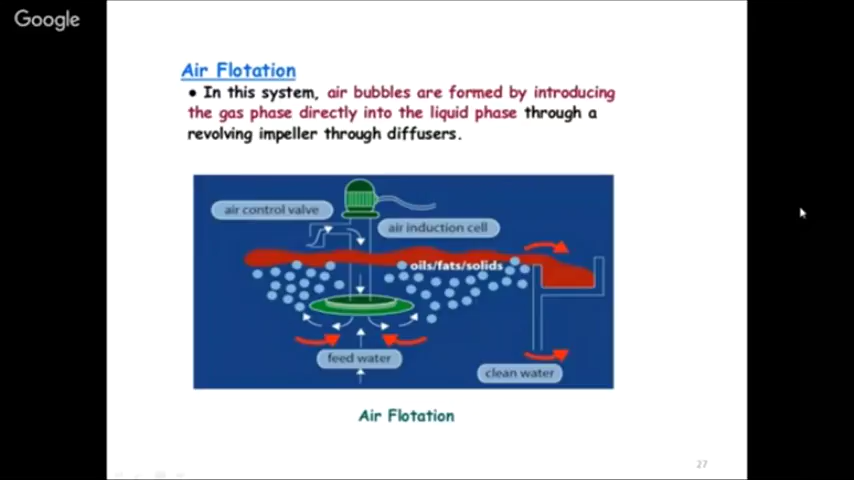 Google
Air Flotation
● In this system, air bubbles are formed by introducing
the gas phase directly into the liquid phase through a
revolving impeller through diffusers.
air control valve
air induction cell
oils/fats/solids
feed water
clean water
Air Flotation
27